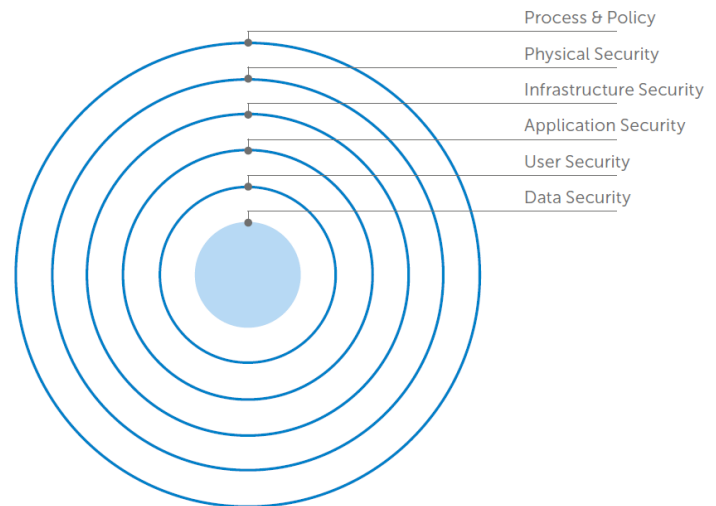 Process & Policy
Physical Security
Infrastructure Security
Application Security
User Security
Data Security